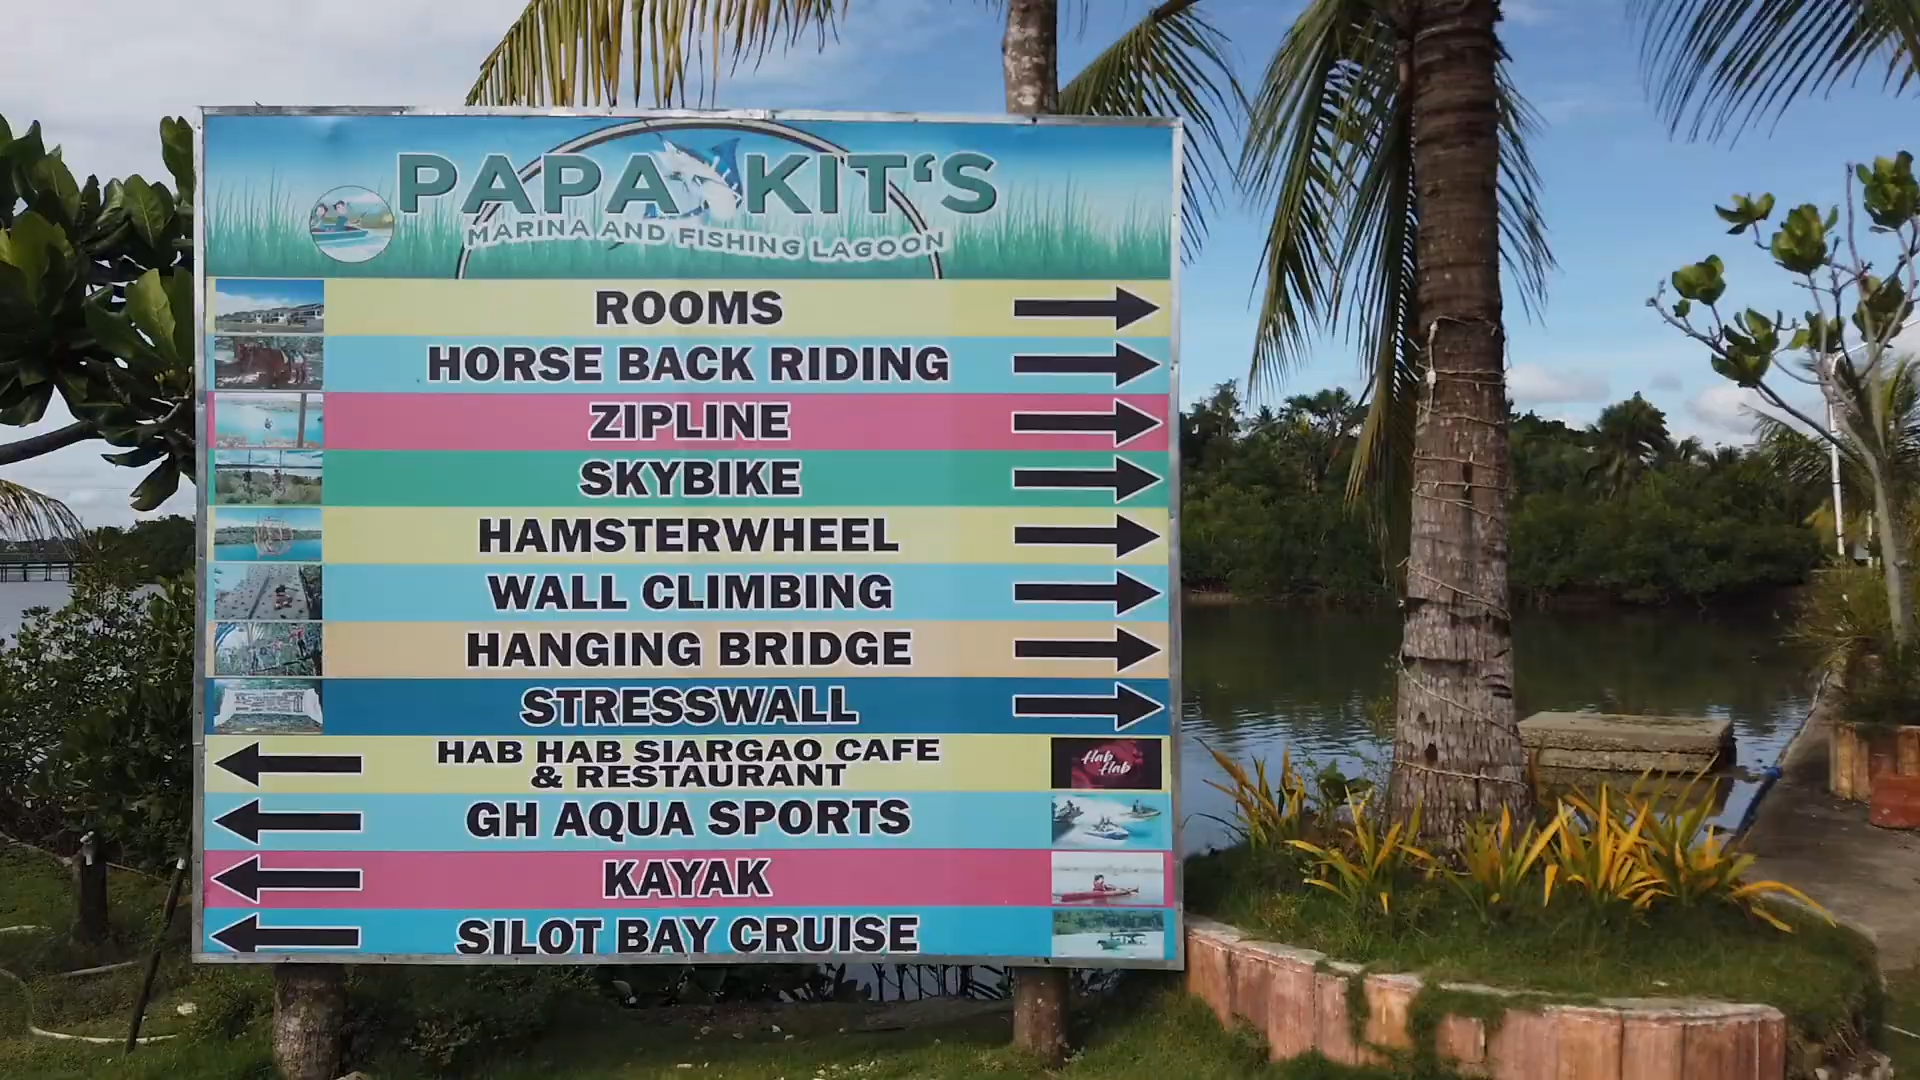 PAPA KIT'S
MARINA AND FISHING LAGOON
ROOMS
HORSE BACK RIDING
ZIPLINE
SKYBIKE
HAMSTERWHEEL
WALL CLIMBING
HANGING BRIDGE
STRESSWALL
HAB HAB SIARGAO CAFE
& RESTAURANT
Hab
Hab
GH AQUA SPORTS
KAYAK
SILOT BAY CRUISE